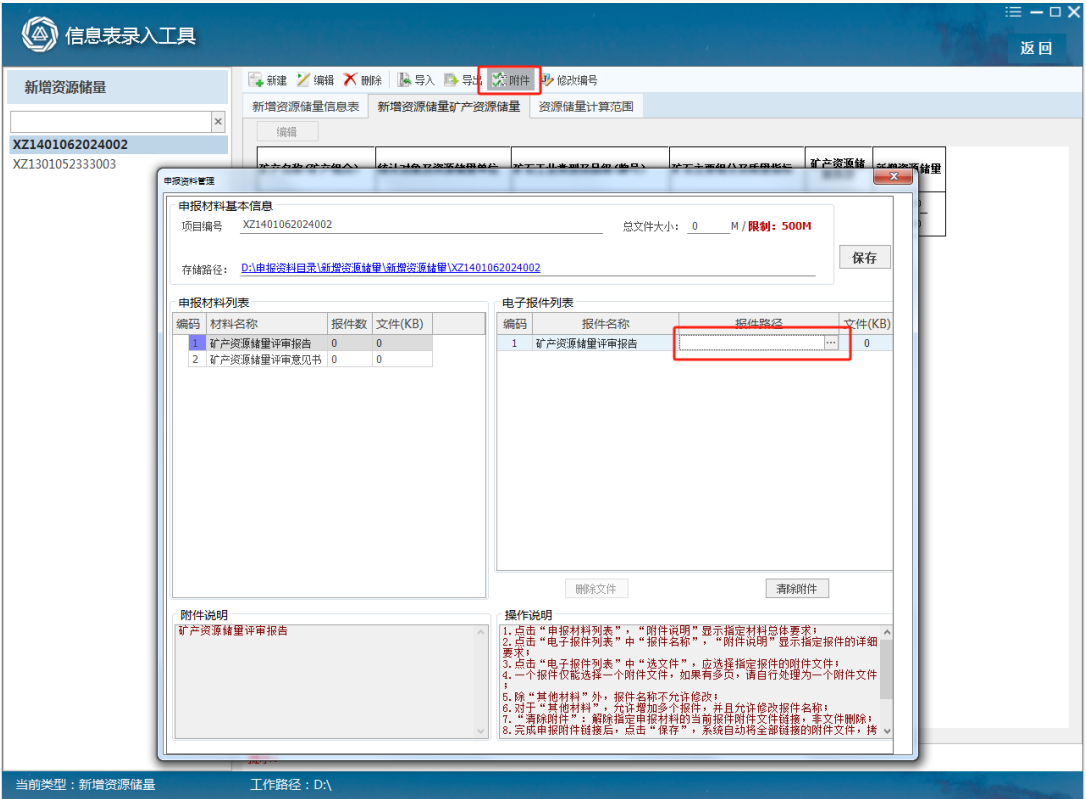 信息表录入工具
返回
新增资源储量
新建 编辑 删除 导入 导出 附件 修改编号
新增资源储量信息表 新增资源储量矿产资源储量 资源储量计算范围
编辑
XZ1401062024002
XZ1301052333003
矿产资源储
申报资料管理
申报材料基本信息
项目编号 XZ1401062024002 总文件大小： 0 M / 限制：500M
保存
存储路径： D:\申报资料目录\新增资源储量\新增资源储量\XZ1401062024002
申报材料列表
编码 材料名称 报件数 文件(KB)
1 矿产资源储量评审报告 0 0
2 矿产资源储量评审意见书 0 0
电子报件列表
编码 报件名称 报件路径 文件(KB)
1 矿产资源储量评审报告 ... 0
删除文件 清除附件
附件说明
矿产资源储量评审报告
操作说明
1.点击“申报材料列表”，“附件说明”显示指定材料总体要求；
2.点击“电子报件列表”中“报件名称”，“附件说明”显示指定报件的详细
要求；
3.点击“电子报件列表”中“选文件”，应选择指定报件的附件文件；
4.一个报件仅能选择一个附件文件，如果有多页，请自行处理为一个附件文件
；
5.除“其他材料”外，报件名称不允许修改；
6.对于“其他材料”，允许增加多个报件，并且允许修改报件名称；
7.“清除附件”：解除指定申报材料的当前报件附件文件链接，非文件删除；
8.完成申报附件链接后，点击“保存”，系统自动将全部链接的附件文件，拷
当前类型：新增资源储量 工作路径：D:\